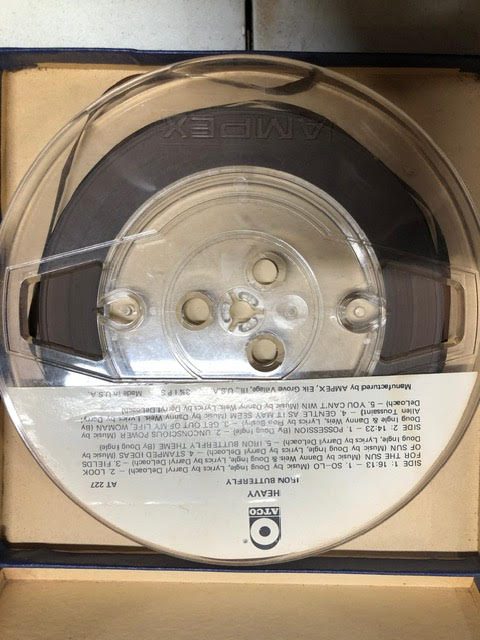 ATCO
HEAVY
IRON BUTTERFLY
AT 227
SIDE 1: 16:13 – 1. SO-LLO (Music by Doug Ingle, Lyrics by Darryl DeLoach) 2. LOOK
FOR THE SUN (Music by Danny Weis & Doug Ingle, Lyrics by Darryl DeLoach) – 3. FIELDS
OF SUN (Music by Doug Ingle, Lyrics by DeLoach) – 4. STAMPED IDEAS (Music by
Doug Ingle, Lyrics by DeLoach) – 5. IRON BUTTERFLY THEME (By Doug Ingle)
SIDE 2: 14:23 – 1. POSSESSION (By Doug Ingle) – 2. UNCONSCIOUS POWER (Music by
Doug Ingle & Danny Weis, Lyrics by Ron Bushy) – 3. GET OUT OF MY LIFE, WOMAN (By
Allen Toussaint) – 4. GENTLE AS IT MAY SEEM (Music by Danny Weis, Lyrics by Darryl
DeLoach) – 5. YOU CAN'T WIN (Music by Danny Weis, Lyrics by Darryl DeLoach)
Manufactured by AMPEX, Elk Grove Village, Ill., U.S.A. 3¾ I P S Made in U.S.A.
AMPEX